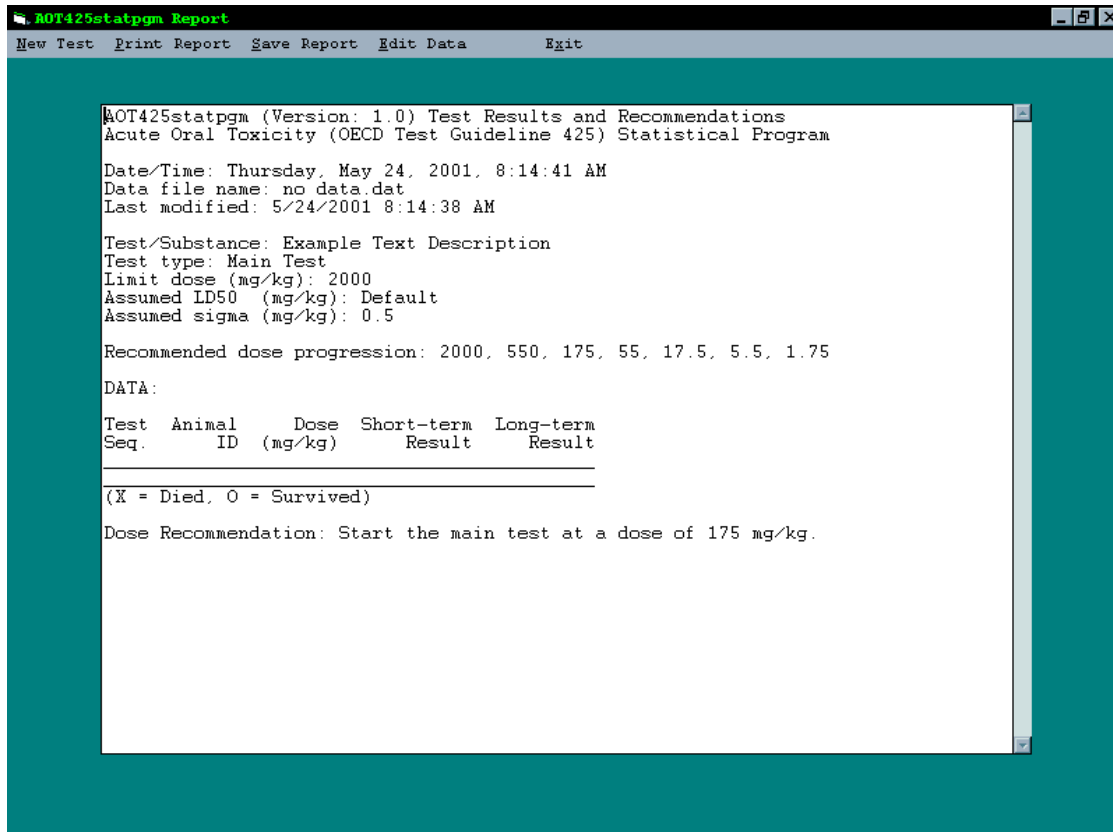 AOT425statpgm Report
New Test Print Report Save Report Edit Data Exit
AOT425statpgm (Version: 1.0) Test Results and Recommendations
Acute Oral Toxicity (OECD Test Guideline 425) Statistical Program
Date/Time: Thursday, May 24, 2001, 8:14:41 AM
Data file name: no data.dat
Last modified: 5/24/2001 8:14:38 AM
Test/Substance: Example Text Description
Test type: Main Test
Limit dose (mg/kg): 2000
Assumed LD50 (mg/kg): Default
Assumed sigma (mg/kg): 0.5
Recommended dose progression: 2000, 550, 175, 55, 17.5, 5.5, 1.75
DATA:
Test Animal Dose Short-term Long-term
Seq. ID (mg/kg) Result Result
(X = Died, O = Survived)
Dose Recommendation: Start the main test at a dose of 175 mg/kg.